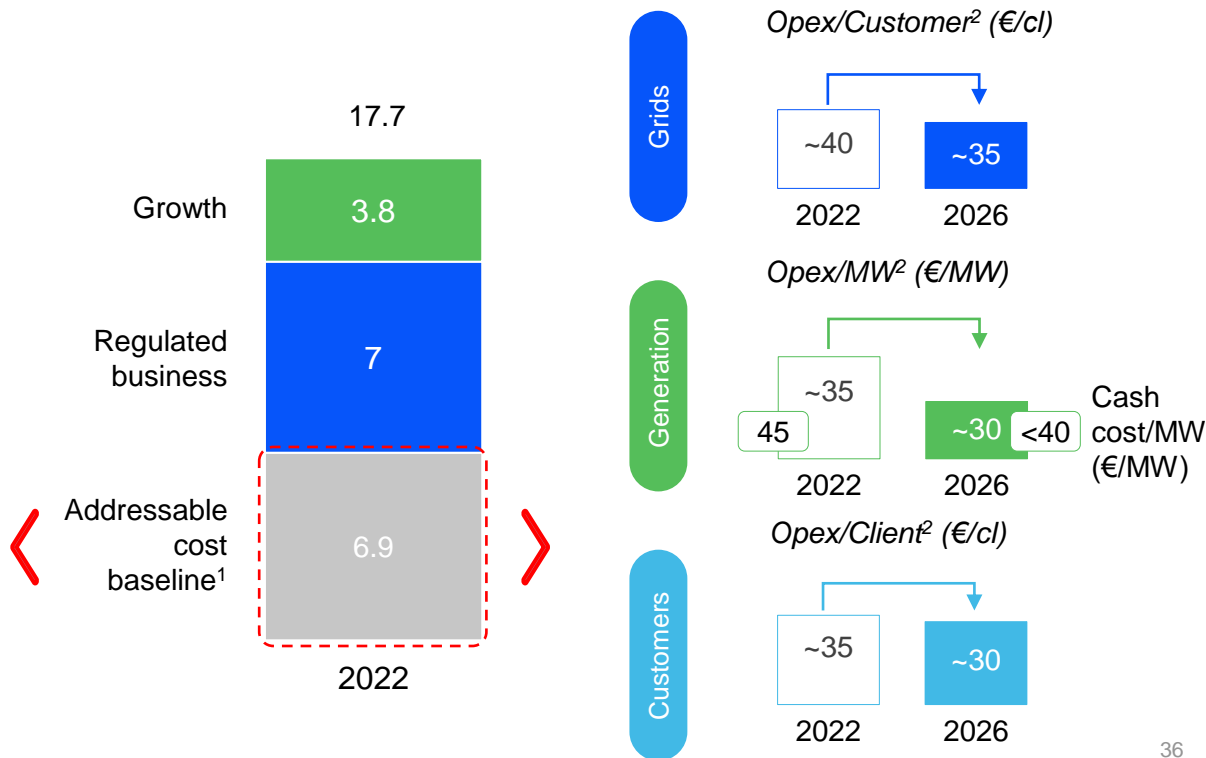 17.7
Growth
3.8
Regulated
business
7
Addressable
cost
baseline1
6.9
2022
Grids
Opex/Customer2 (€/cl)
~40
~35
2022
2026
Generation
Opex/MW2 (€/MW)
~35
45
~30
<40
Cash
cost/MW
(€/MW)
2022
2026
Customers
Opex/Client2 (€/cl)
~35
~30
2022
2026
36